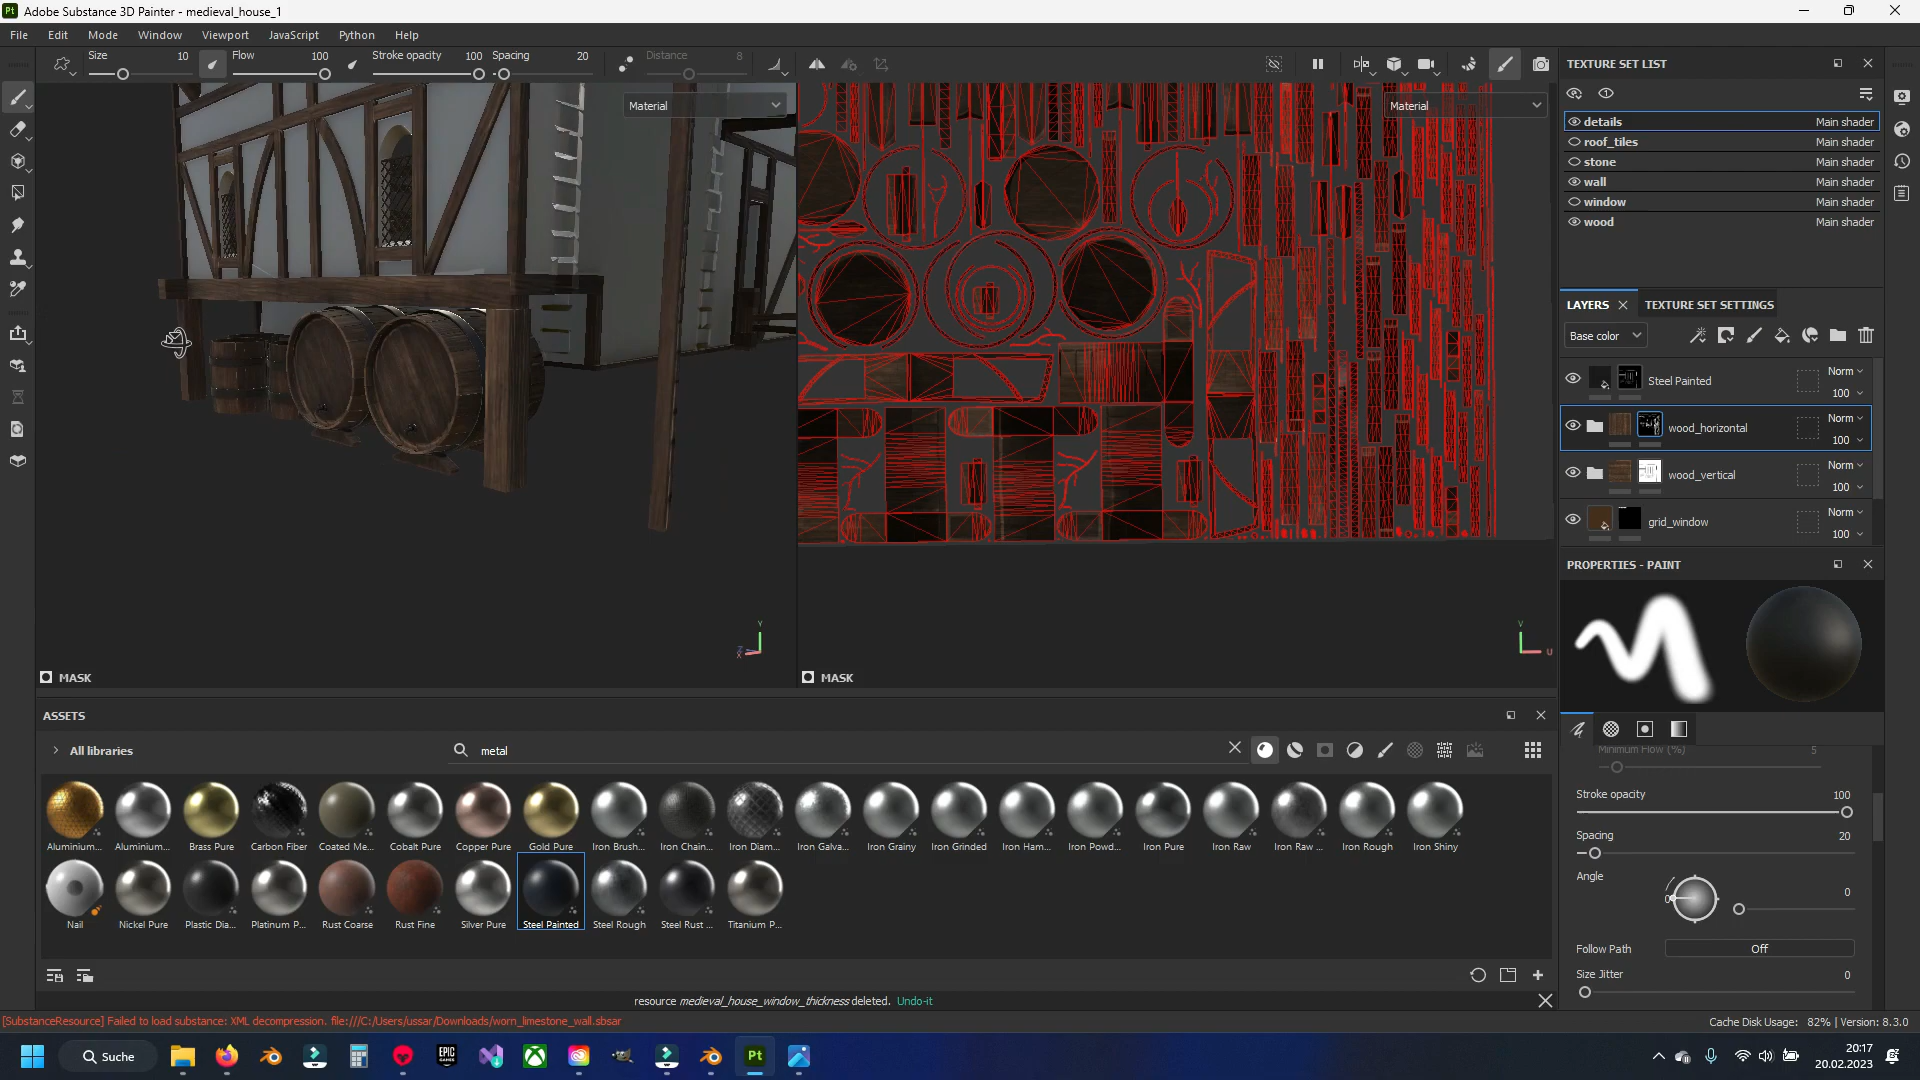 Pt Adobe Substance 3D Painter - medieval_house_1
File Edit Mode Window Viewport JavaScript Python Help
Size 10 Flow 100 Stroke opacity 100 Spacing 20 Distance 8
Material
Material
MASK
MASK
Y
Z
X
V
U
TEXTURE SET LIST
details Main shader
roof_tiles Main shader
stone Main shader
wall Main shader
window Main shader
wood Main shader
LAYERS TEXTURE SET SETTINGS
Base color
Steel Painted Norm 100
wood_horizontal Norm 100
wood_vertical Norm 100
grid_window Norm 100
PROPERTIES - PAINT
Minimum Flow (%) 5
Stroke opacity 100
Spacing 20
Angle 0
0
Follow Path Off
Size Jitter 0
ASSETS
All libraries metal
Aluminium... Aluminium... Brass Pure Carbon Fiber Coated Me... Cobalt Pure Copper Pure Gold Pure Iron Brush... Iron Chain... Iron Diam... Iron Galva... Iron Grainy Iron Grinded Iron Ham... Iron Powd... Iron Pure Iron Raw Iron Raw ... Iron Rough Iron Shiny
Nail Nickel Pure Plastic Dia... Platinum P... Rust Coarse Rust Fine Silver Pure Steel Painted Steel Rough Steel Rust ... Titanium P...
resource medieval_house_window_thickness deleted. Undo-it
[SubstanceResource] Failed to load substance: XML decompression. file:///C:/Users/ussar/Downloads/worn_limestone_wall.sbsar
Cache Disk Usage: 82% | Version: 8.3.0
Suche
EPIC GAMES
Pt
20:17
20.02.2023